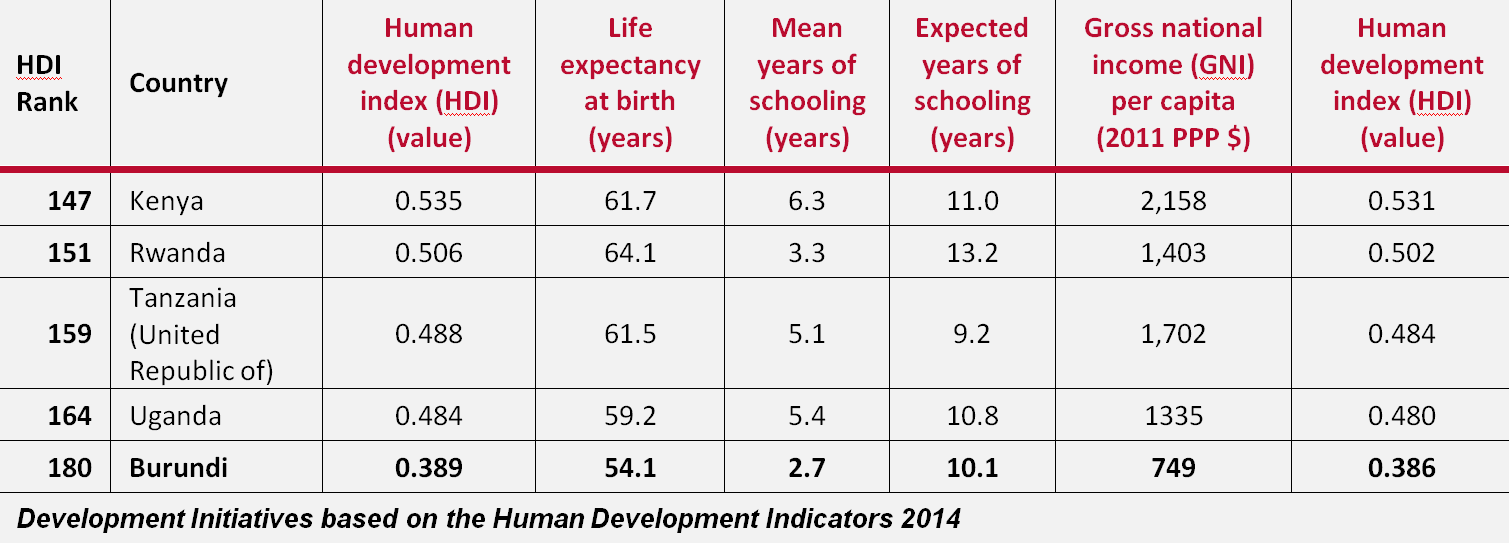 HDI Rank | Country | Human development index (HDI) (value) | Life expectancy at birth (years) | Mean years of schooling (years) | Expected years of schooling (years) | Gross national income (GNI) per capita (2011 PPP $) | Human development index (HDI) (value)
147 | Kenya | 0.535 | 61.7 | 6.3 | 11.0 | 2,158 | 0.531
151 | Rwanda | 0.506 | 64.1 | 3.3 | 13.2 | 1,403 | 0.502
159 | Tanzania (United Republic of) | 0.488 | 61.5 | 5.1 | 9.2 | 1,702 | 0.484
164 | Uganda | 0.484 | 59.2 | 5.4 | 10.8 | 1335 | 0.480
180 | Burundi | 0.389 | 54.1 | 2.7 | 10.1 | 749 | 0.386
Development Initiatives based on the Human Development Indicators 2014